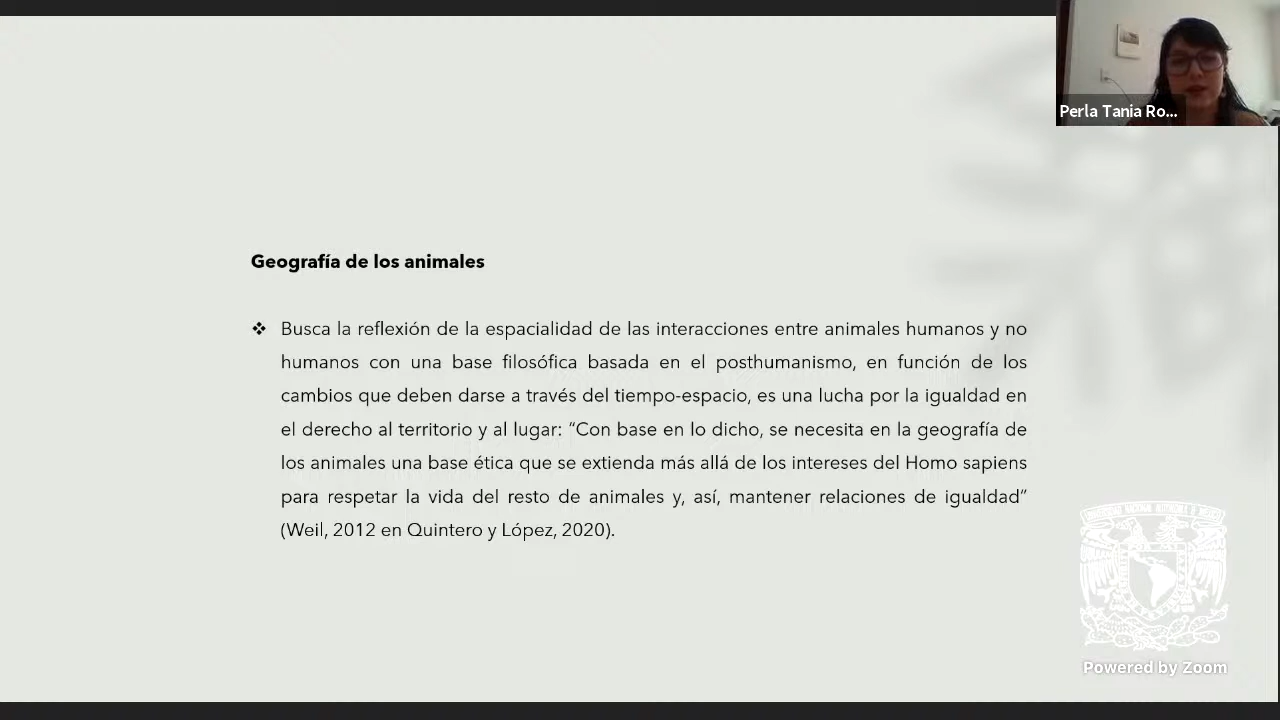 Perla Tania Ro...
Geografía de los animales
❖ Busca la reflexión de la espacialidad de las interacciones entre animales humanos y no
humanos con una base filosófica basada en el posthumanismo, en función de los
cambios que deben darse a través del tiempo-espacio, es una lucha por la igualdad en
el derecho al territorio y al lugar: “Con base en lo dicho, se necesita en la geografía de
los animales una base ética que se extienda más allá de los intereses del Homo sapiens
para respetar la vida del resto de animales y, así, mantener relaciones de igualdad”
(Weil, 2012 en Quintero y López, 2020).
Powered by Zoom